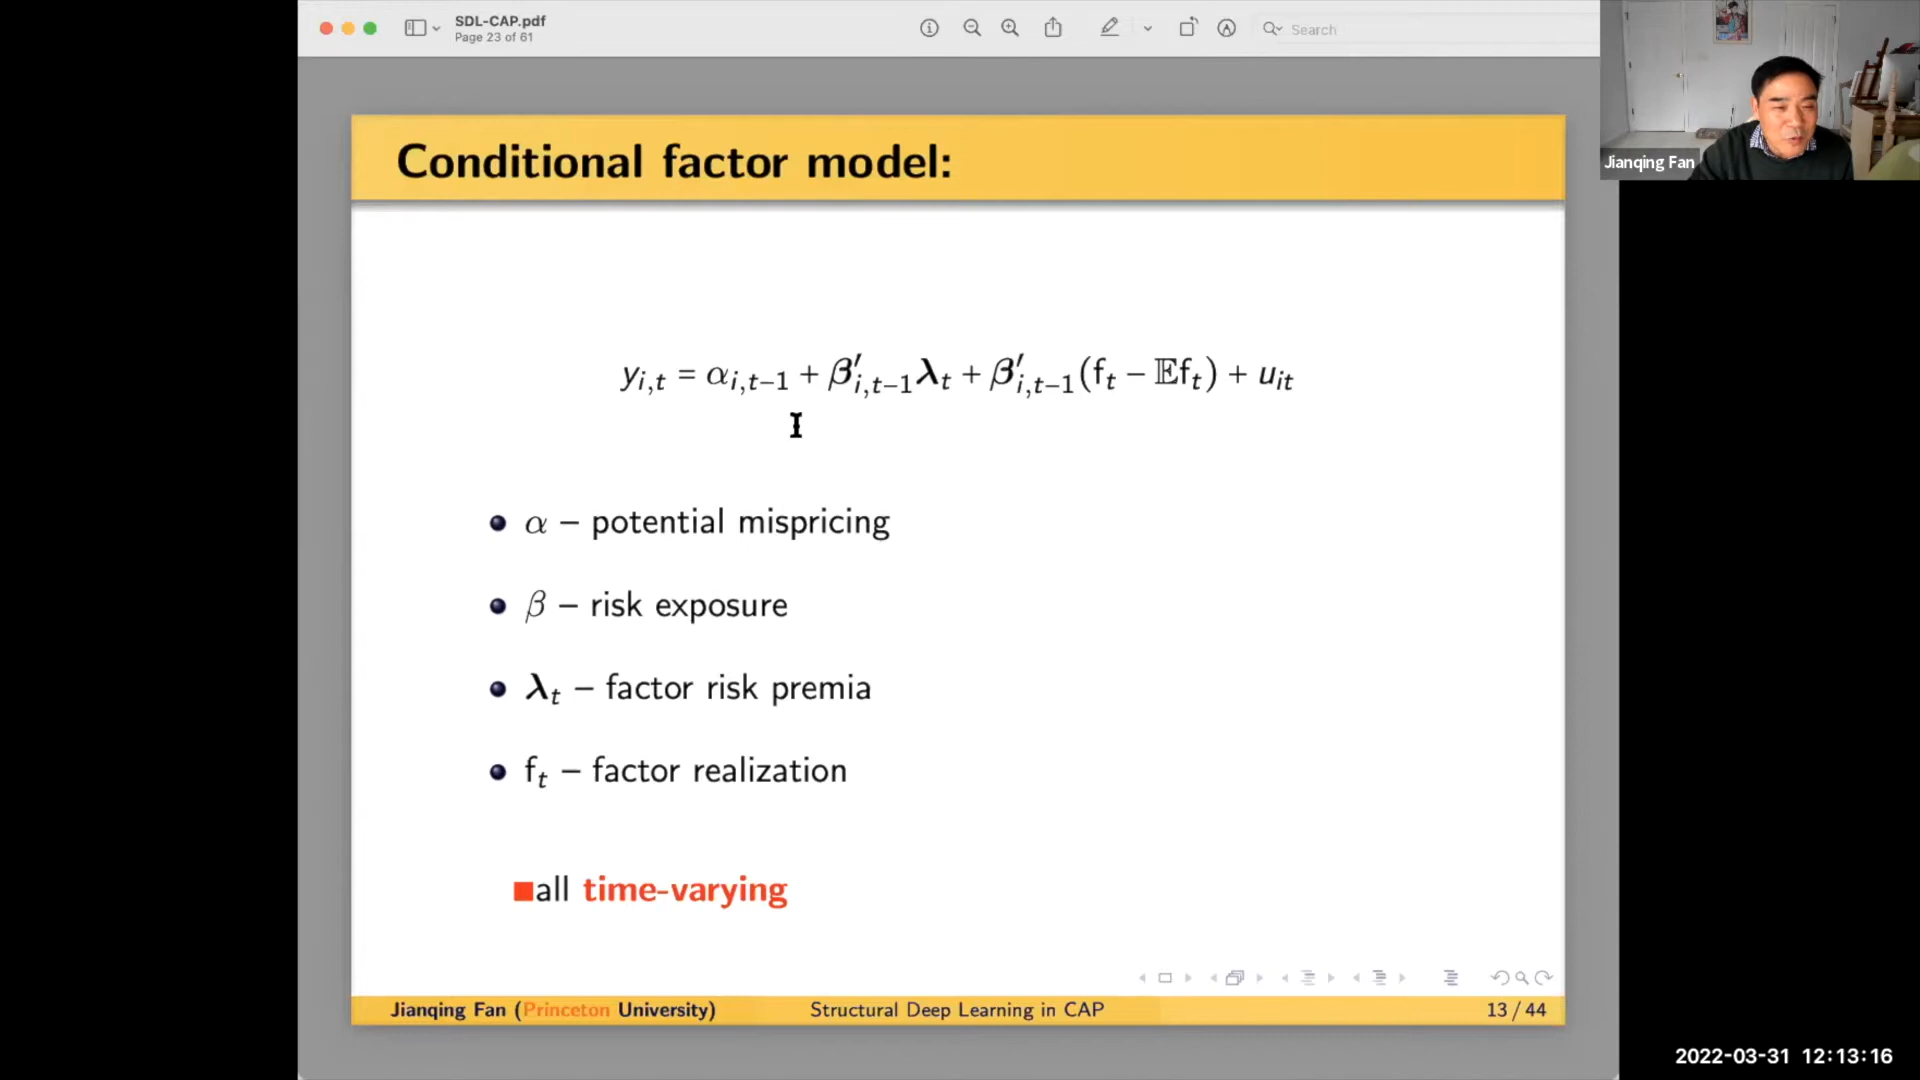 SDL-CAP.pdf
Page 23 of 61
Search
Jianqing Fan
Conditional factor model:
y_{i,t} = α_{i,t−1} + β′_{i,t−1}λ_t + β′_{i,t−1}(f_t − 𝔼f_t) + u_{it}
α – potential mispricing
β – risk exposure
λ_t – factor risk premia
f_t – factor realization
all time-varying
Jianqing Fan (Princeton University) Structural Deep Learning in CAP 13 / 44
2022-03-31 12:13:16